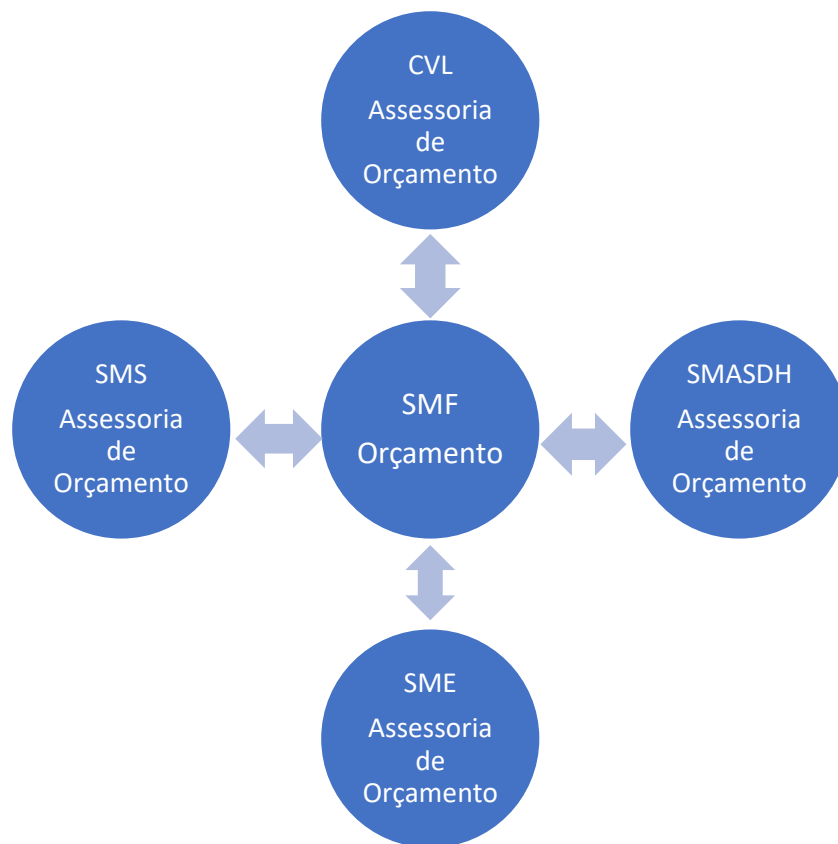 CVL
Assessoria
de
Orçamento
SMS
Assessoria
de
Orçamento
SMF
Orçamento
SMASDH
Assessoria
de
Orçamento
SME
Assessoria
de
Orçamento